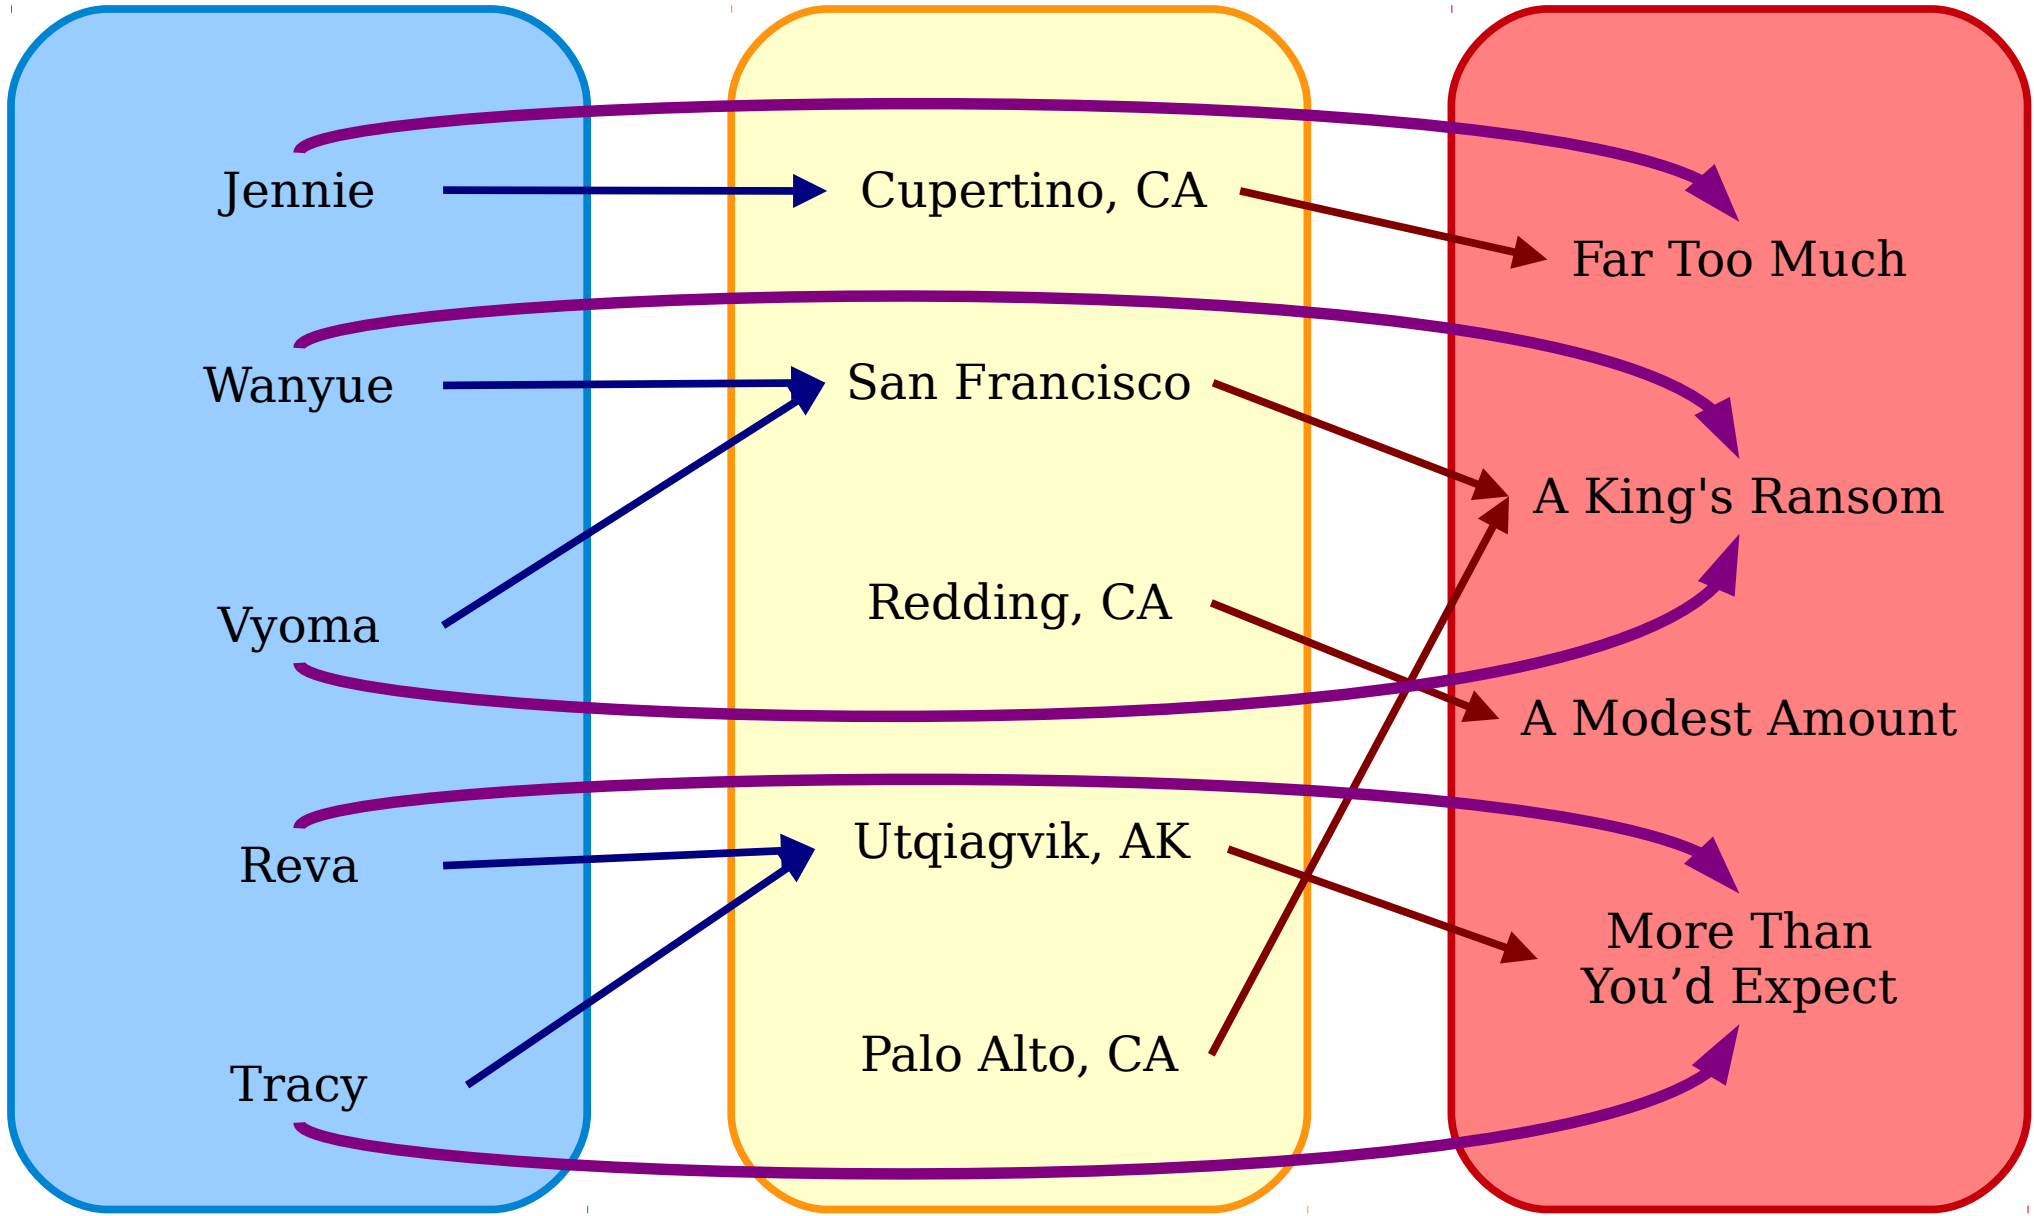 Jennie
Wanyue
Vyoma
Reva
Tracy
Cupertino, CA
San Francisco
Redding, CA
Utqiagvik, AK
Palo Alto, CA
Far Too Much
A King's Ransom
A Modest Amount
More Than
You’d Expect